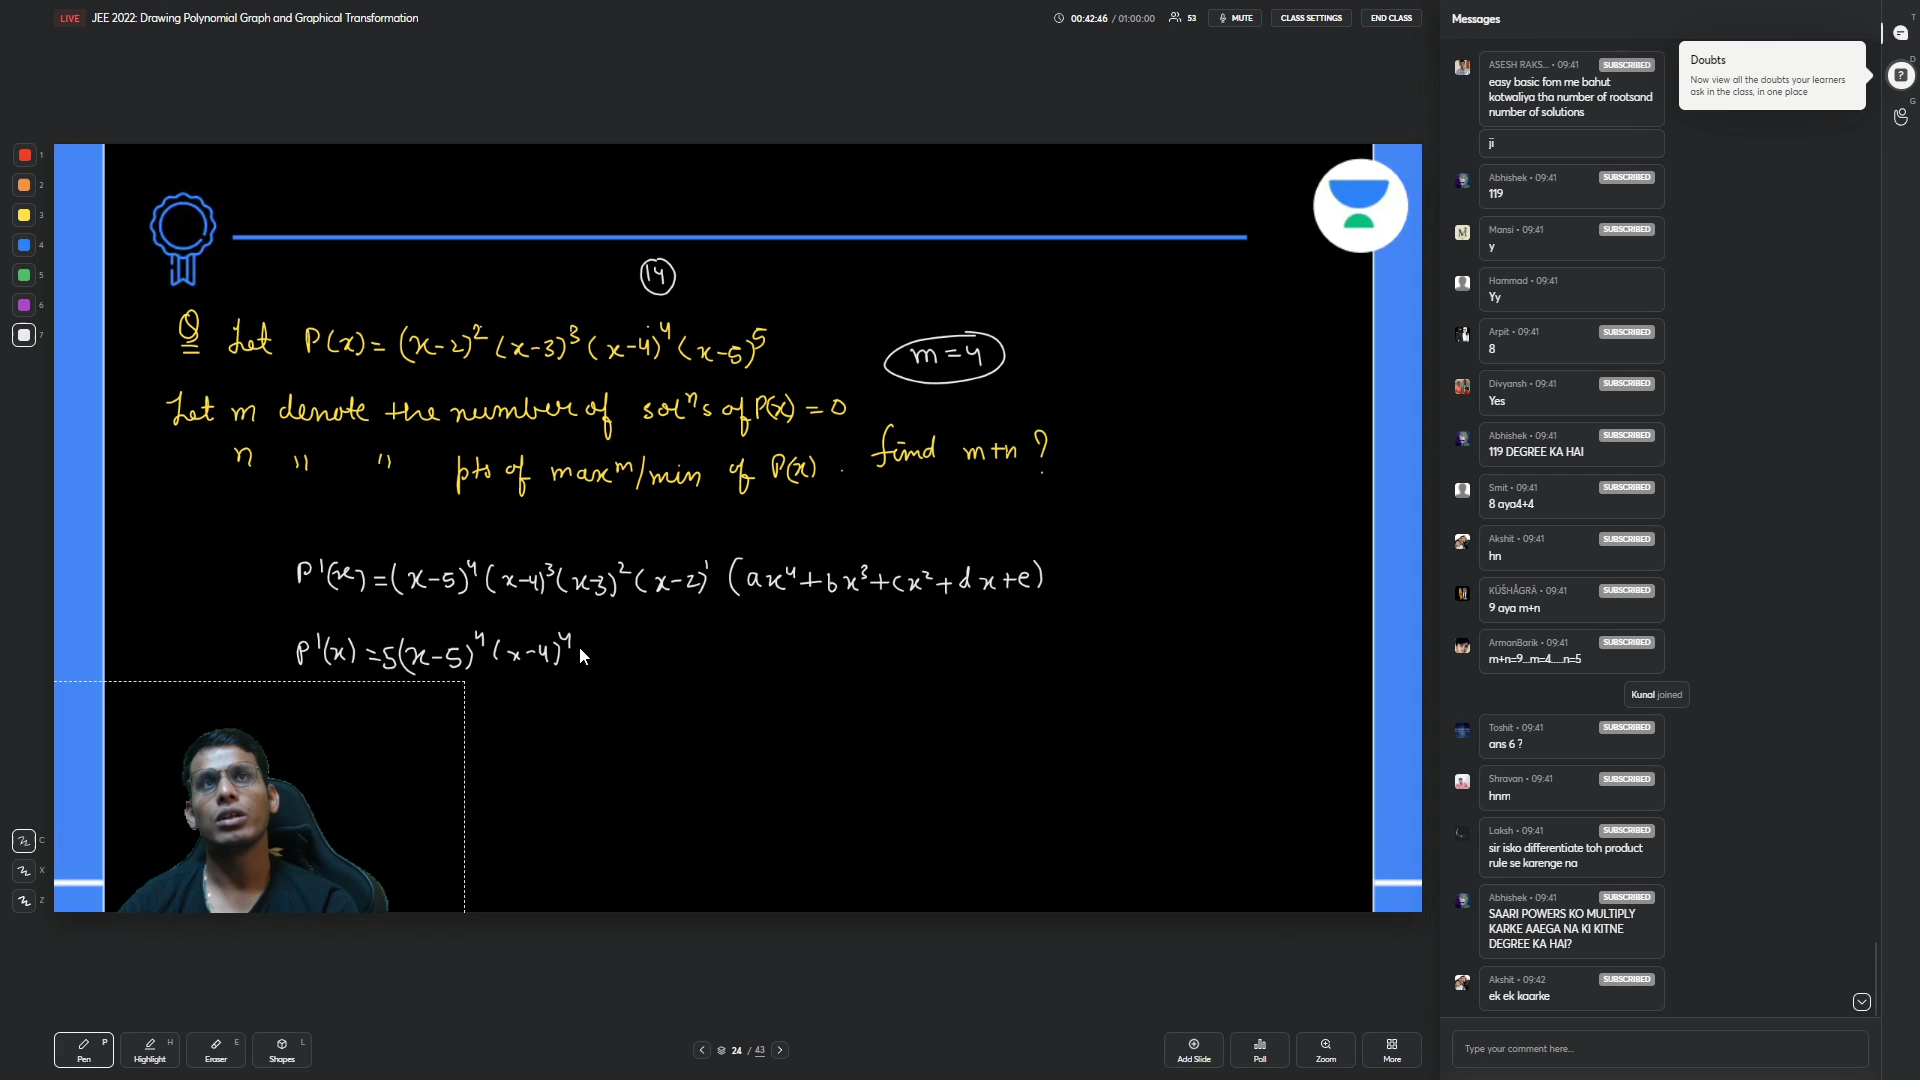 LIVE JEE 2022: Drawing Polynomial Graph and Graphical Transformation
00:42:46 / 01:00:00
53
MUTE
CLASS SETTINGS
END CLASS
1
2
3
4
5
6
7
14
Q Let P(x) = (x-2)² (x-3)³ (x-4)⁴ (x-5)⁵
m = 4
Let m denote the number of solⁿs of P(x) = 0
n " " pts of maxᵐ/min of P(x). find m+n ?
P'(x) = (x-5)⁴ (x-4)³ (x-3)² (x-2)¹ (ax⁴+bx³+cx²+dx+e)
P'(x) = 5(x-5)⁴ (x-4)⁴
C
X
Z
Pen P
Highlight H
Eraser E
Shapes L
24 / 43
Add Slide
Poll
Zoom
More
Messages
T
Doubts
Now view all the doubts your learners
ask in the class, in one place
D
?
G
ASESH RAKS... • 09:41 SUBSCRIBED
easy basic fom me bahut
kotwaliya tha number of rootsand
number of solutions
ji
Abhishek • 09:41 SUBSCRIBED
119
M
Mansi • 09:41 SUBSCRIBED
y
Hammad • 09:41
Yy
Arpit • 09:41 SUBSCRIBED
8
Divyansh • 09:41 SUBSCRIBED
Yes
Abhishek • 09:41 SUBSCRIBED
119 DEGREE KA HAI
Smit • 09:41 SUBSCRIBED
8 aya4+4
Akshit • 09:41 SUBSCRIBED
hn
KÜŠHÅGRÄ • 09:41 SUBSCRIBED
9 aya m+n
ArmanBarik • 09:41 SUBSCRIBED
m+n=9...m=4.....n=5
Kunal joined
Toshit • 09:41 SUBSCRIBED
ans 6 ?
Shravan • 09:41 SUBSCRIBED
hnm
Laksh • 09:41 SUBSCRIBED
sir isko differentiate toh product
rule se karenge na
Abhishek • 09:41 SUBSCRIBED
SAARI POWERS KO MULTIPLY
KARKE AAEGA NA KI KITNE
DEGREE KA HAI?
Akshit • 09:42 SUBSCRIBED
ek ek kaarke
Type your comment here...